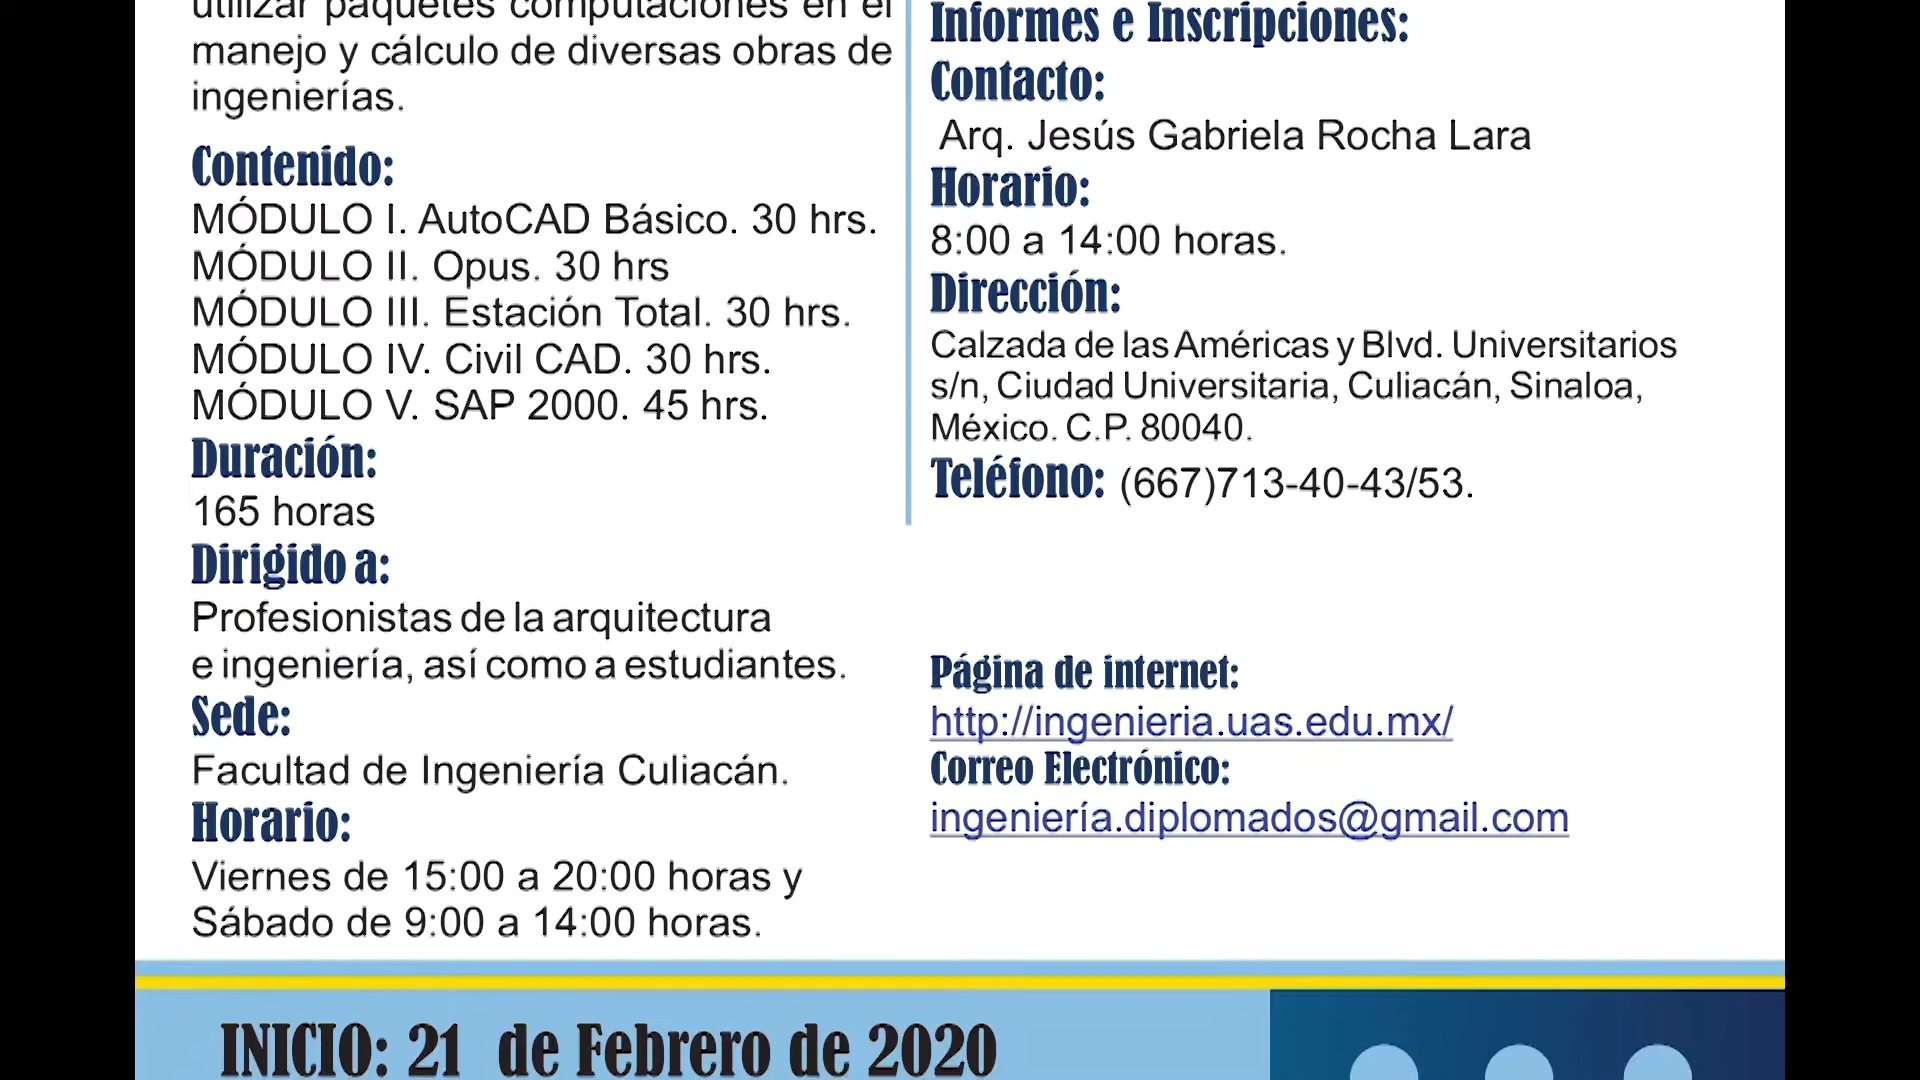 utilizar paquetes computaciones en el
manejo y cálculo de diversas obras de
ingenierías.
Contenido:
MÓDULO I. AutoCAD Básico. 30 hrs.
MÓDULO II. Opus. 30 hrs
MÓDULO III. Estación Total. 30 hrs.
MÓDULO IV. Civil CAD. 30 hrs.
MÓDULO V. SAP 2000. 45 hrs.
Duración:
165 horas
Dirigido a:
Profesionistas de la arquitectura
e ingeniería, así como a estudiantes.
Sede:
Facultad de Ingeniería Culiacán.
Horario:
Viernes de 15:00 a 20:00 horas y
Sábado de 9:00 a 14:00 horas.
Informes e Inscripciones:
Contacto:
Arq. Jesús Gabriela Rocha Lara
Horario:
8:00 a 14:00 horas.
Dirección:
Calzada de las Américas y Blvd. Universitarios
s/n, Ciudad Universitaria, Culiacán, Sinaloa,
México. C.P. 80040.
Teléfono: (667)713-40-43/53.
Página de internet:
http://ingenieria.uas.edu.mx/
Correo Electrónico:
ingeniería.diplomados@gmail.com
INICIO: 21 de Febrero de 2020